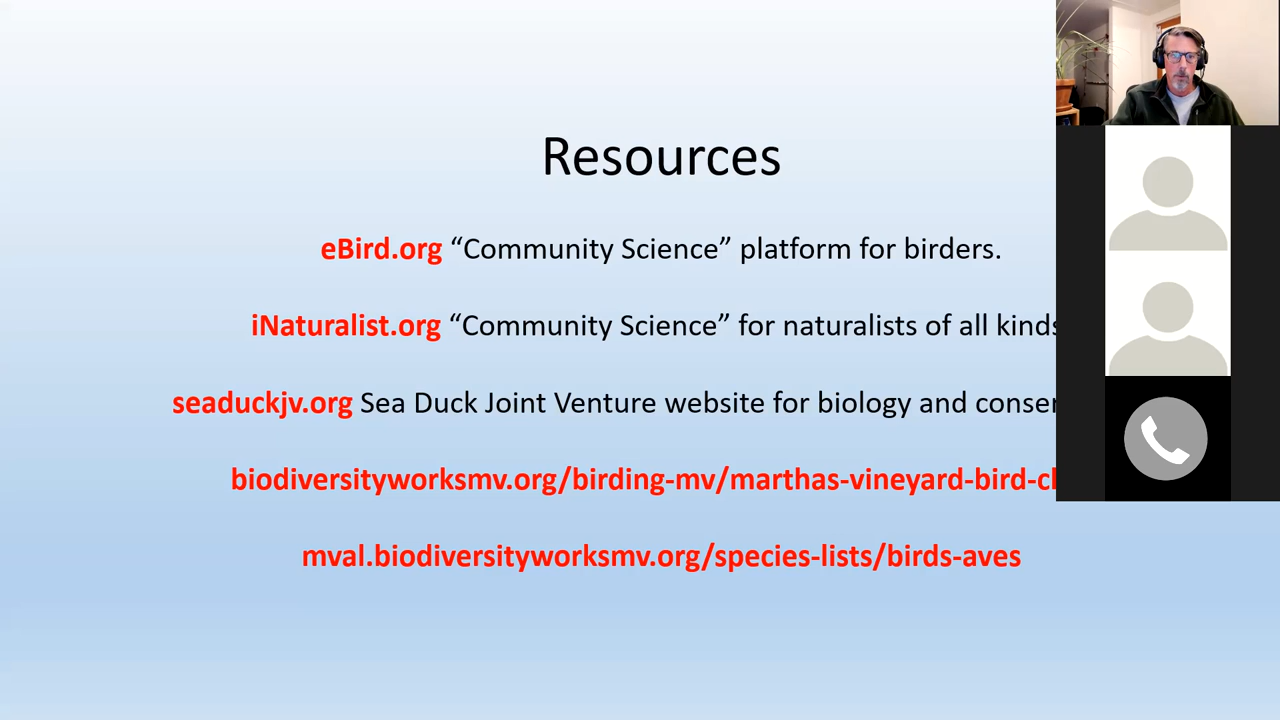 Resources
eBird.org “Community Science” platform for birders.
iNaturalist.org “Community Science” for naturalists of all kinds
seaduckjv.org Sea Duck Joint Venture website for biology and
biodiversityworksmv.org/birding-mv/marthas-vineyard-bird-
mval.biodiversityworksmv.org/species-lists/birds-aves